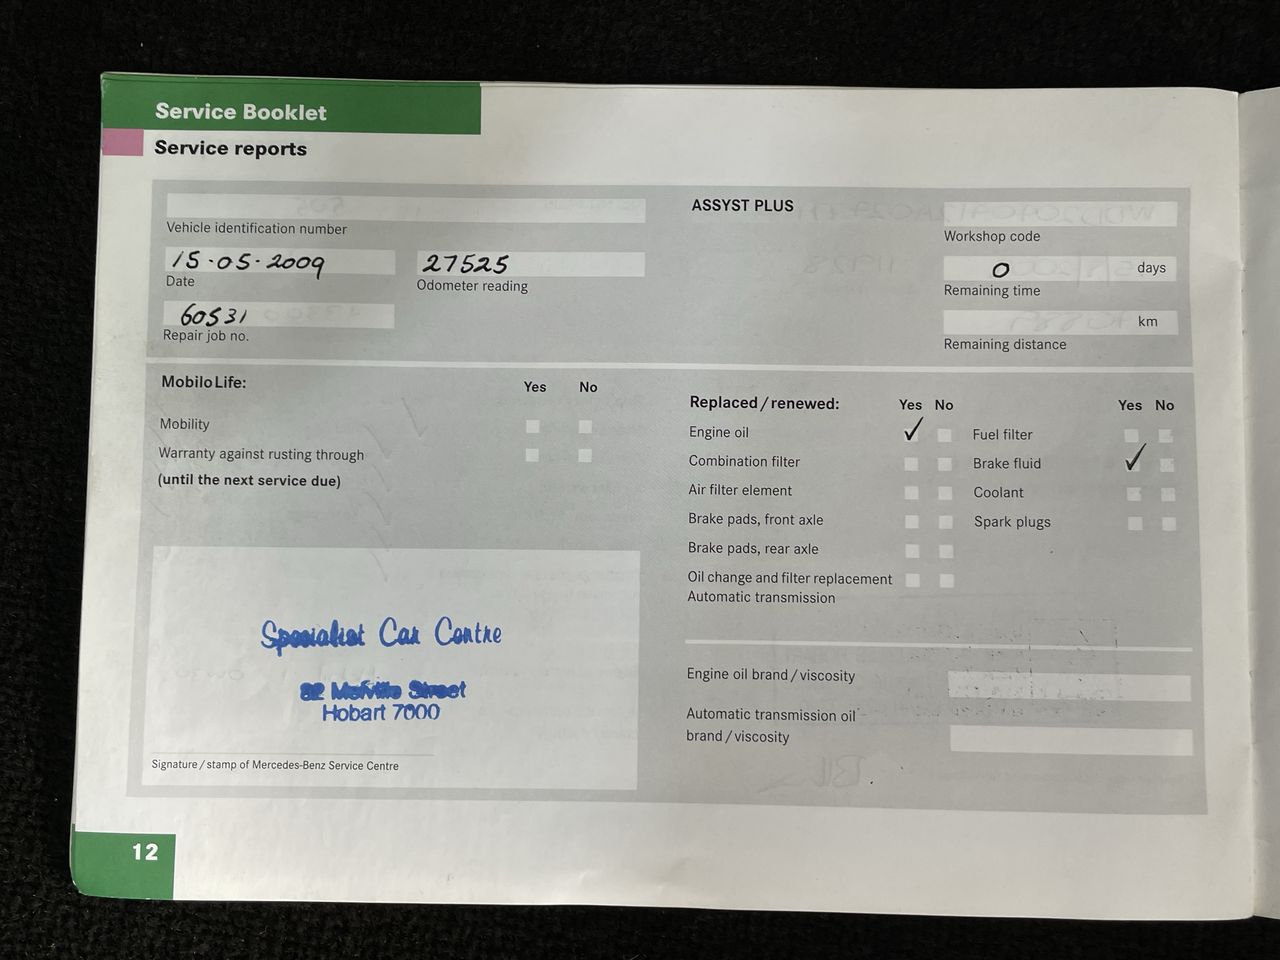 Service Booklet
Service reports
Vehicle identification number
15-05-2009
Date
27525
Odometer reading
60531
Repair job no.
ASSYST PLUS
Workshop code
0 days
Remaining time
km
Remaining distance
MobiloLife: Yes No
Mobility
Warranty against rusting through
(until the next service due)
Specialist Car Centre
82 Melville Street
Hobart 7000
Signature / stamp of Mercedes-Benz Service Centre
Replaced / renewed: Yes No Yes No
Engine oil ✓ Fuel filter
Combination filter Brake fluid ✓
Air filter element Coolant
Brake pads, front axle Spark plugs
Brake pads, rear axle
Oil change and filter replacement
Automatic transmission
Engine oil brand / viscosity
Automatic transmission oil
brand / viscosity
12